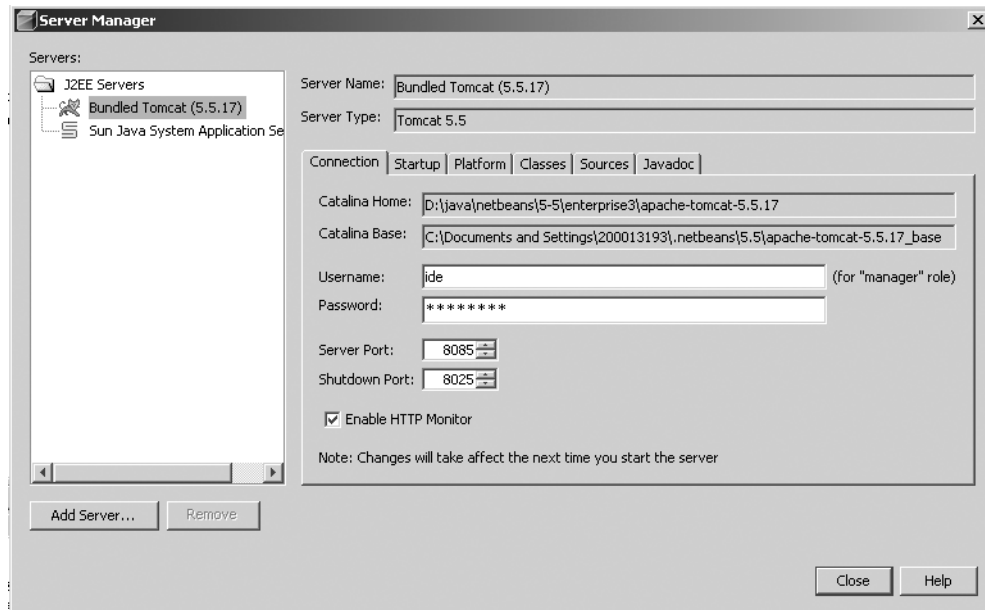 Server Manager
Servers:
J2EE Servers
Bundled Tomcat (5.5.17)
Sun Java System Application Se
Server Name: Bundled Tomcat (5.5.17)
Server Type: Tomcat 5.5
Connection Startup Platform Classes Sources Javadoc
Catalina Home: D:\java\netbeans\5-5\enterprise3\apache-tomcat-5.5.17
Catalina Base: C:\Documents and Settings\200013193\.netbeans\5.5\apache-tomcat-5.5.17_base
Username: ide (for "manager" role)
Password: ********
Server Port: 8085
Shutdown Port: 8025
Enable HTTP Monitor
Note: Changes will take affect the next time you start the server
Add Server... Remove
Close Help